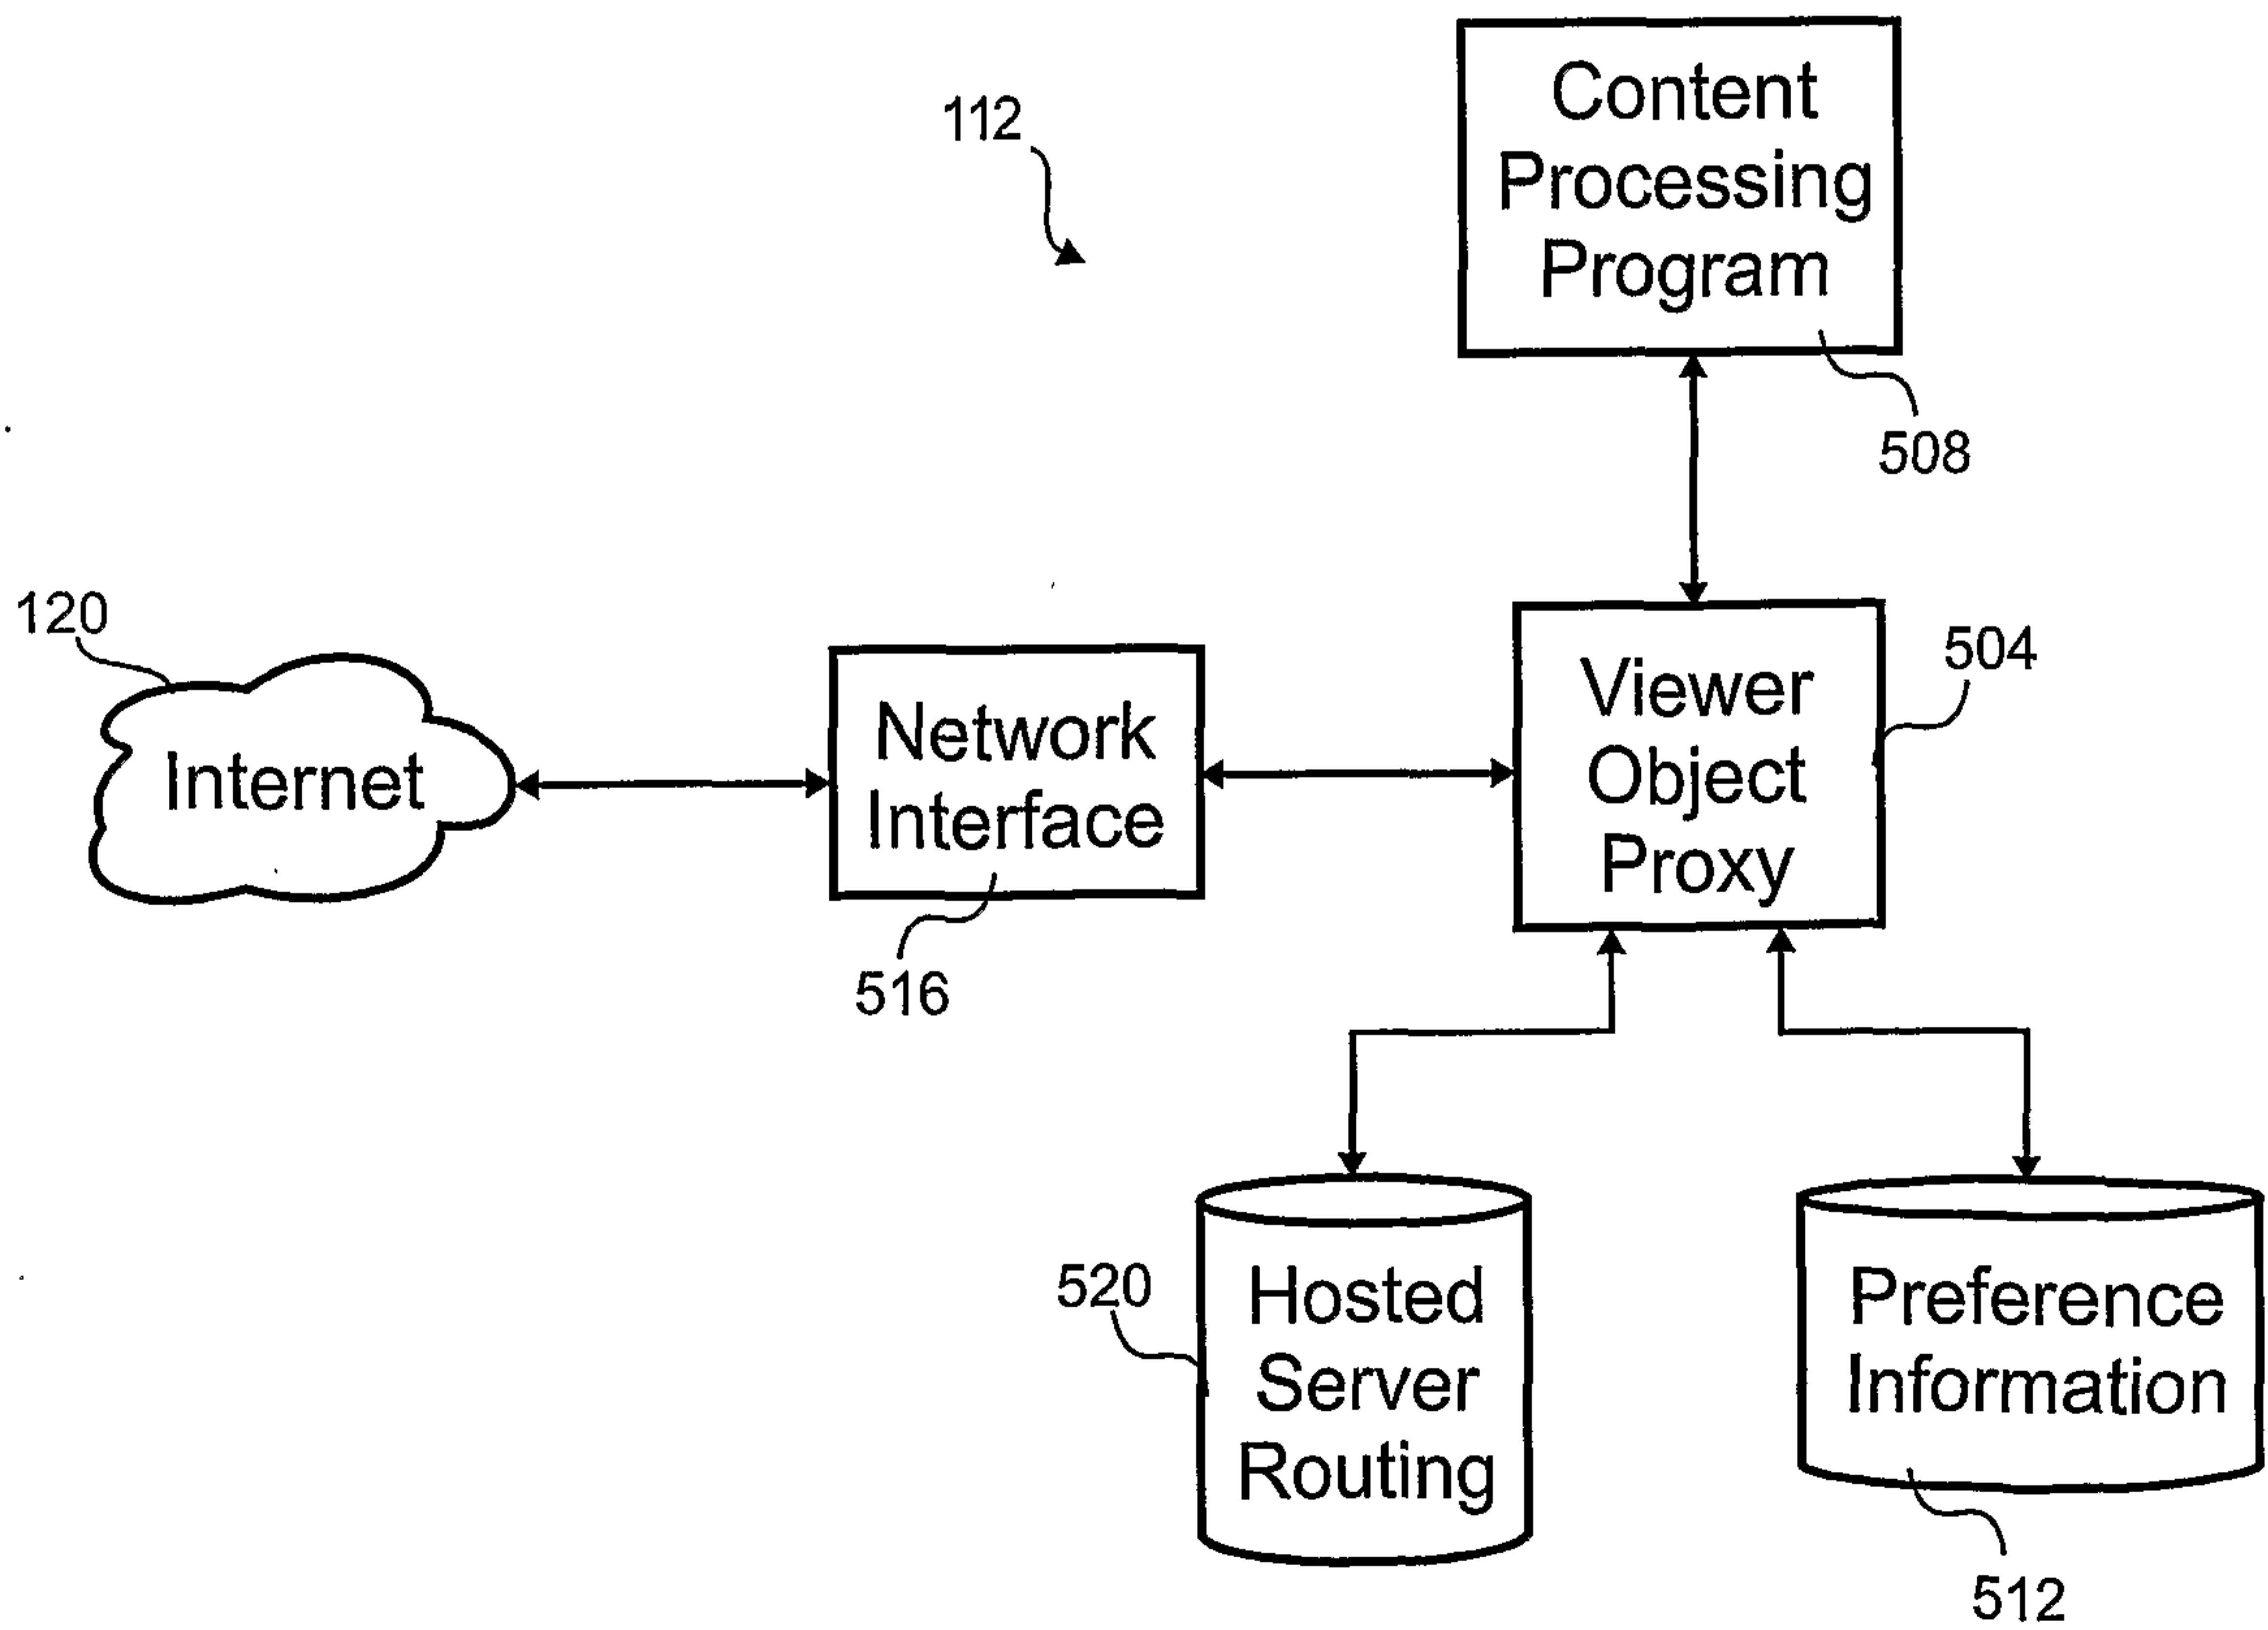 Content
Processing
Program
112
508
120
Internet
Network
Interface
516
Viewer
Object
Proxy
504
520
Hosted
Server
Routing
Preference
Information
512